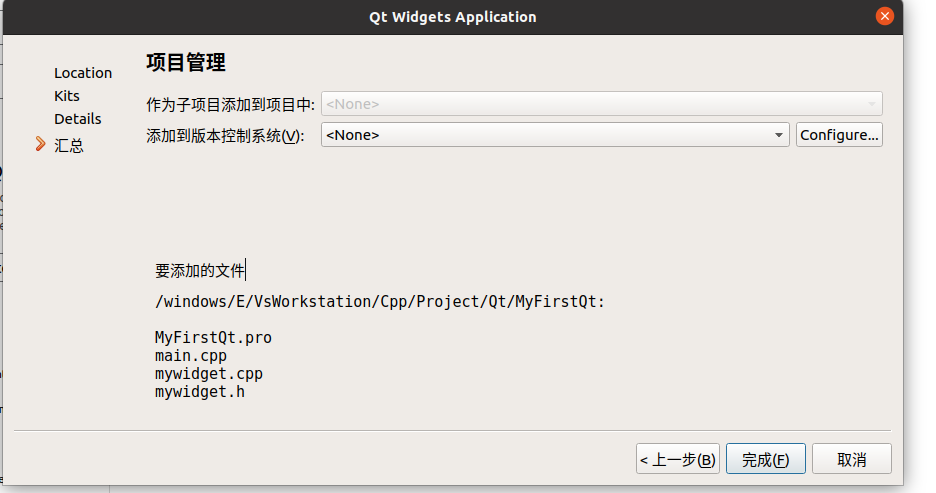 Qt Widgets Application
Location
Kits
Details
汇总
项目管理
作为子项目添加到项目中: <None>
添加到版本控制系统(V): <None> Configure...
要添加的文件
/windows/E/VsWorkstation/Cpp/Project/Qt/MyFirstQt:
MyFirstQt.pro
main.cpp
mywidget.cpp
mywidget.h
< 上一步(B) 完成(F) 取消